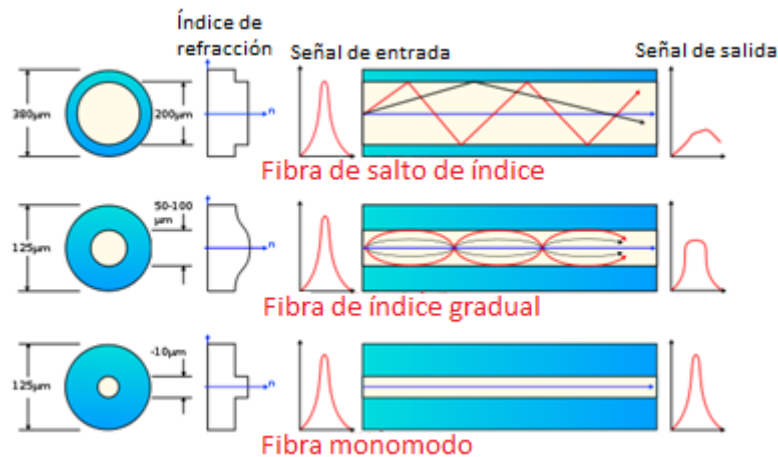 Índice de
refracción
Señal de entrada
Señal de salida
380μm
200μm
n
Fibra de salto de índice
50-100
μm
125μm
n
Fibra de índice gradual
-10μm
125μm
n
Fibra monomodo